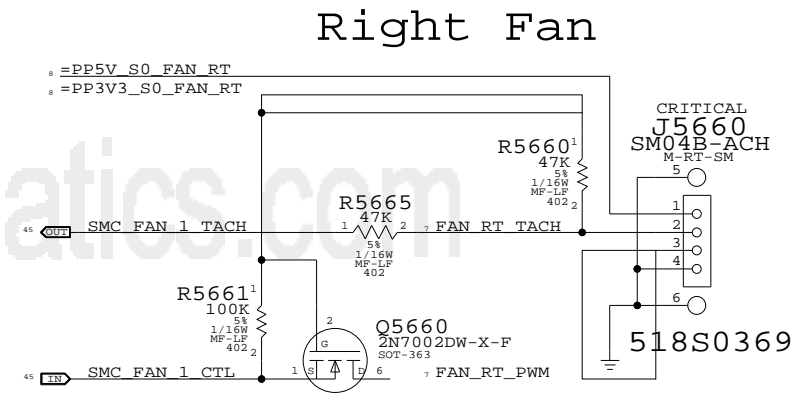 Right Fan
8 =PP5V_S0_FAN_RT
8 =PP3V3_S0_FAN_RT
CRITICAL
J5660
SM04B-ACH
M-RT-SM
R5660 1
47K
5%
1/16W
MF-LF
402 2
5
1
2
3
4
6
518S0369
R5665
47K
1 2
5%
1/16W
MF-LF
402
45 OUT SMC_FAN_1_TACH
7 FAN_RT_TACH
R5661 1
100K
5%
1/16W
MF-LF
402 2
Q5660
2N7002DW-X-F
SOT-363
2
G
1 S D 6
45 IN SMC_FAN_1_CTL
7 FAN_RT_PWM
atics.com